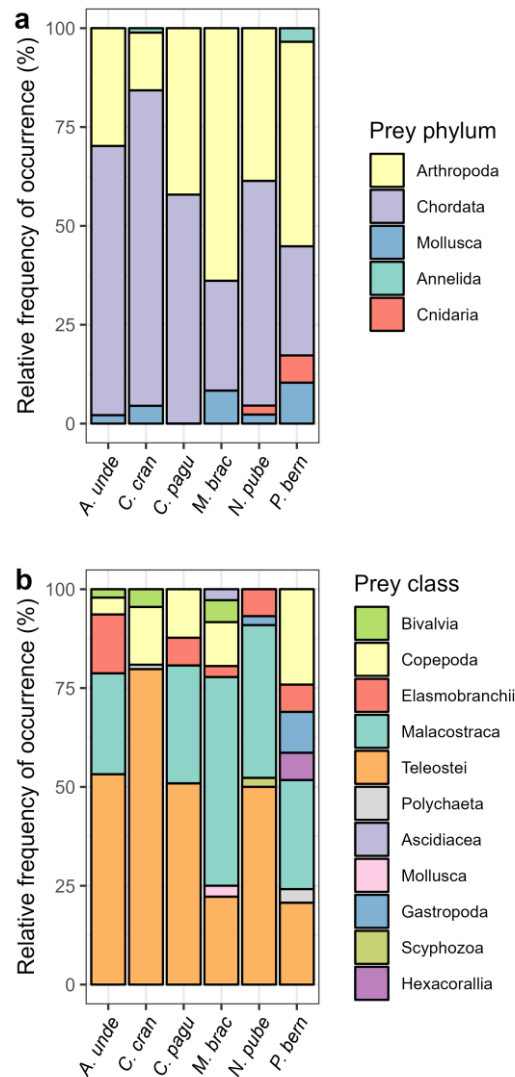 a
Relative frequency of occurrence (%)
100
75
50
25
0
A. unde
C. cran
C. pagu
M. brac
N. pube
P. bern
Prey phylum
Arthropoda
Chordata
Mollusca
Annelida
Cnidaria
b
Relative frequency of occurrence (%)
100
75
50
25
0
A. unde
C. cran
C. pagu
M. brac
N. pube
P. bern
Prey class
Bivalvia
Copepoda
Elasmobranchii
Malacostraca
Teleostei
Polychaeta
Ascidiacea
Mollusca
Gastropoda
Scyphozoa
Hexacorallia